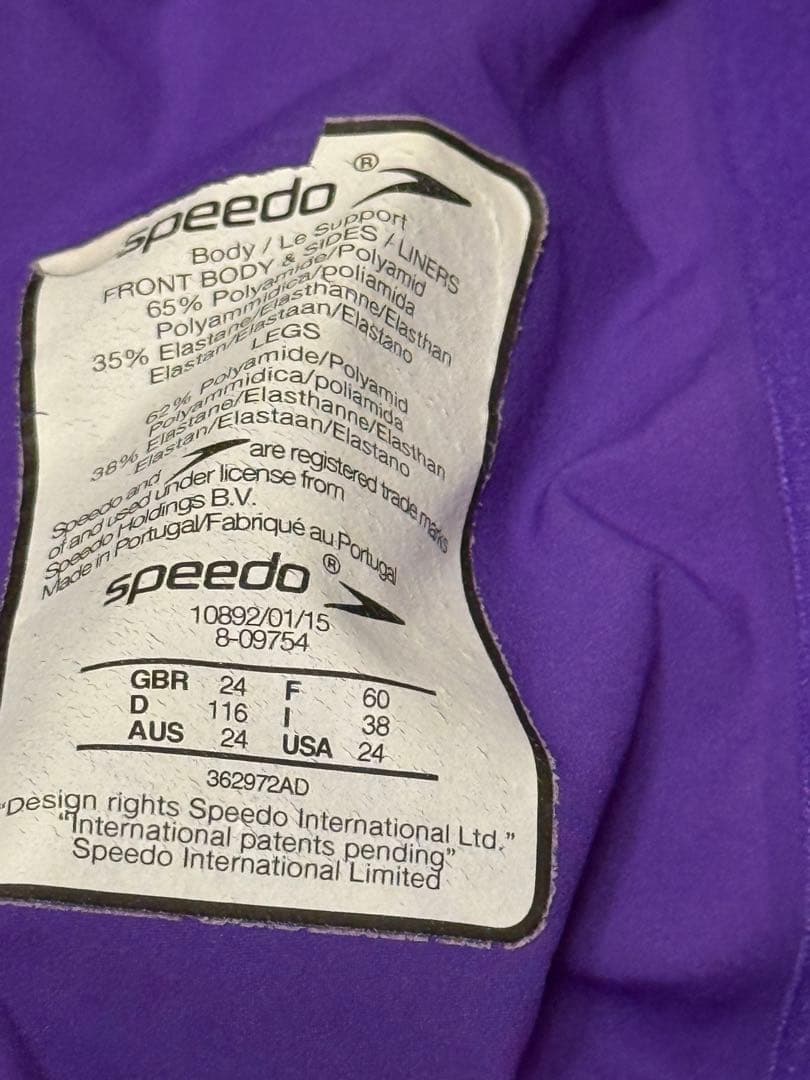 speedo®
Body / Le Support
FRONT BODY & SIDES / LINERS
65% Polyamide/Polyamid
Polyammidica/poliamida
35% Elastane/Elasthanne/Elasthan
Elastan/Elastaan/Elastano
LEGS
62% Polyamide/Polyamid
Polyammidica/poliamida
38% Elastane/Elasthanne/Elasthan
Elastan/Elastaan/Elastano
Speedo and are registered trade marks
of and used under license from
Speedo Holdings B.V.
Made in Portugal/Fabriqué au Portugal
speedo®
10892/01/15
8-09754
GBR 24 F 60
D 116 I 38
AUS 24 USA 24
362972AD
"Design rights Speedo International Ltd."
"International patents pending"
Speedo International Limited